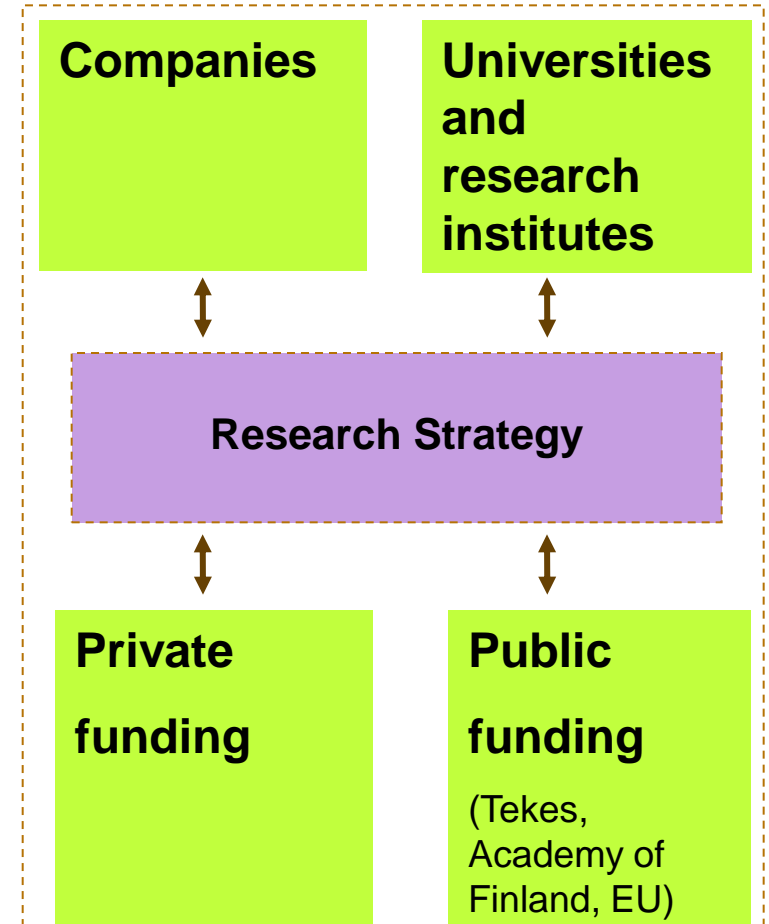 Companies
Universities
and
research
institutes
Research Strategy
Private
funding
Public
funding
(Tekes,
Academy of
Finland, EU)